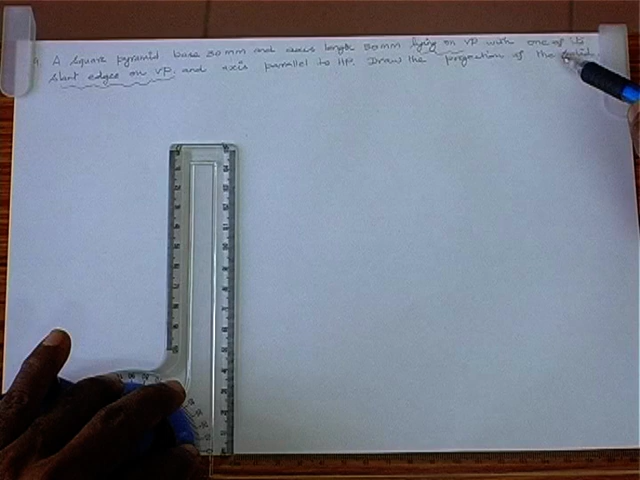 A square pyramid base 30mm and axis length 50mm lying on VP with one of its
slant edges on VP. and axis parallel to HP. Draw the projection of the solid